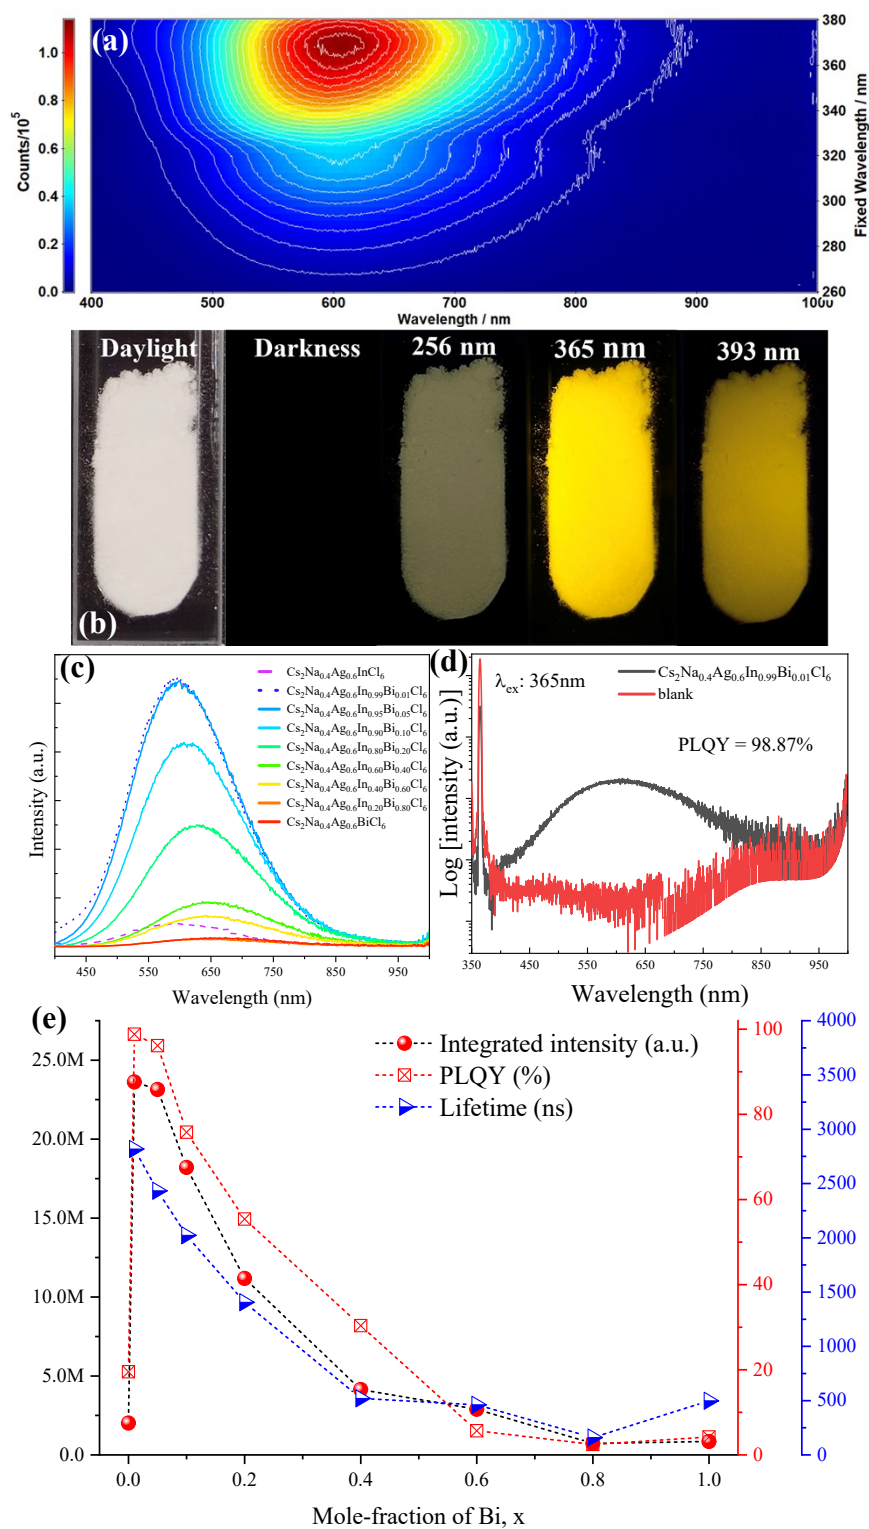 (a)
1.0
0.8
0.6
0.4
0.2
0.0
Counts/10⁵
380
360
340
320
300
280
260
Fixed Wavelength / nm
400 500 600 700 800 900 1000
Wavelength / nm
Daylight Darkness 256 nm 365 nm 393 nm
(b)
(c)
Cs₂Na₀.₄Ag₀.₆InCl₆
Cs₂Na₀.₄Ag₀.₆In₀.₉₉Bi₀.₀₁Cl₆
Cs₂Na₀.₄Ag₀.₆In₀.₉₅Bi₀.₀₅Cl₆
Cs₂Na₀.₄Ag₀.₆In₀.₉₀Bi₀.₁₀Cl₆
Cs₂Na₀.₄Ag₀.₆In₀.₈₀Bi₀.₂₀Cl₆
Cs₂Na₀.₄Ag₀.₆In₀.₆₀Bi₀.₄₀Cl₆
Cs₂Na₀.₄Ag₀.₆In₀.₄₀Bi₀.₆₀Cl₆
Cs₂Na₀.₄Ag₀.₆In₀.₂₀Bi₀.₈₀Cl₆
Cs₂Na₀.₄Ag₀.₆BiCl₆
Intensity (a.u.)
450 550 650 750 850 950
Wavelength (nm)
(d)
λex: 365nm
Cs₂Na₀.₄Ag₀.₆In₀.₉₉Bi₀.₀₁Cl₆
blank
PLQY = 98.87%
Log [intensity (a.u.)]
350 450 550 650 750 850 950
Wavelength (nm)
(e)
Integrated intensity (a.u.)
PLQY (%)
Lifetime (ns)
25.0M
20.0M
15.0M
10.0M
5.0M
0.0
100
80
60
40
20
0
4000
3500
3000
2500
2000
1500
1000
500
0
0.0 0.2 0.4 0.6 0.8 1.0
Mole-fraction of Bi, x